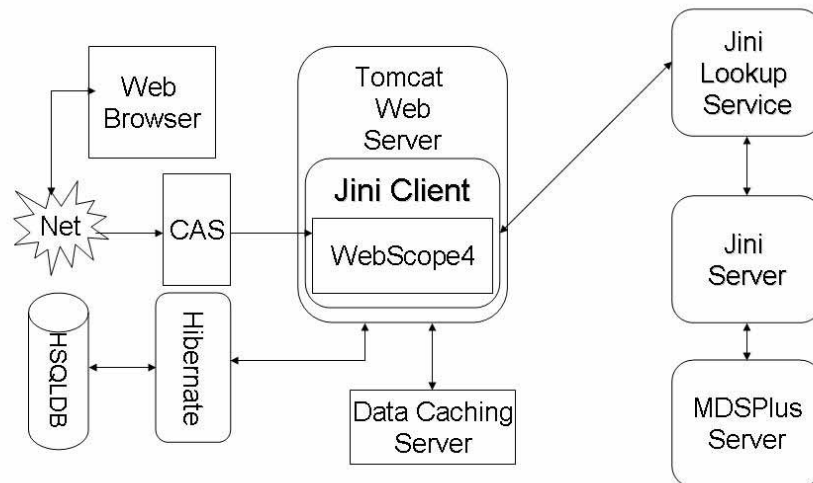 Web
Browser
Tomcat
Web
Server
Jini
Lookup
Service
Net
CAS
Jini Client
WebScope4
Jini
Server
HSQLDB
Hibernate
Data Caching
Server
MDSPlus
Server